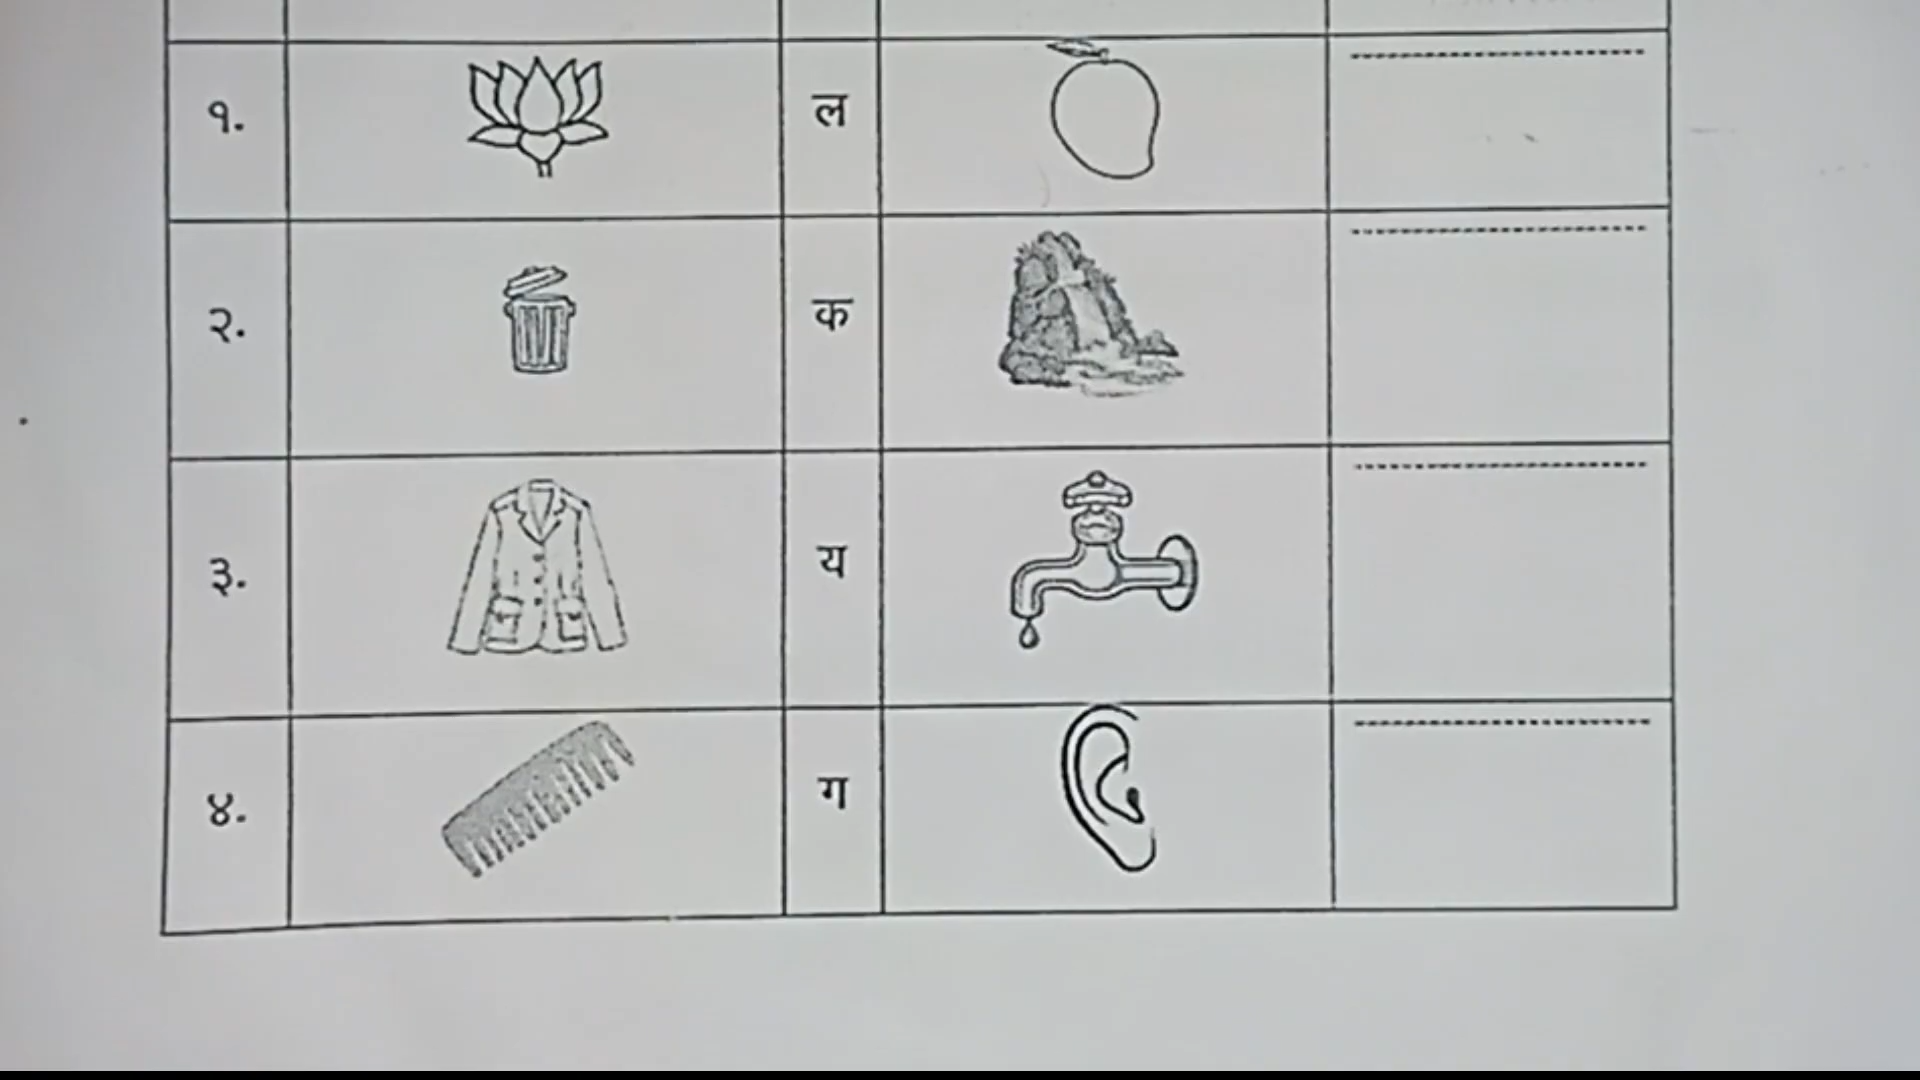 १. ल
२. क
३. य
४. ग